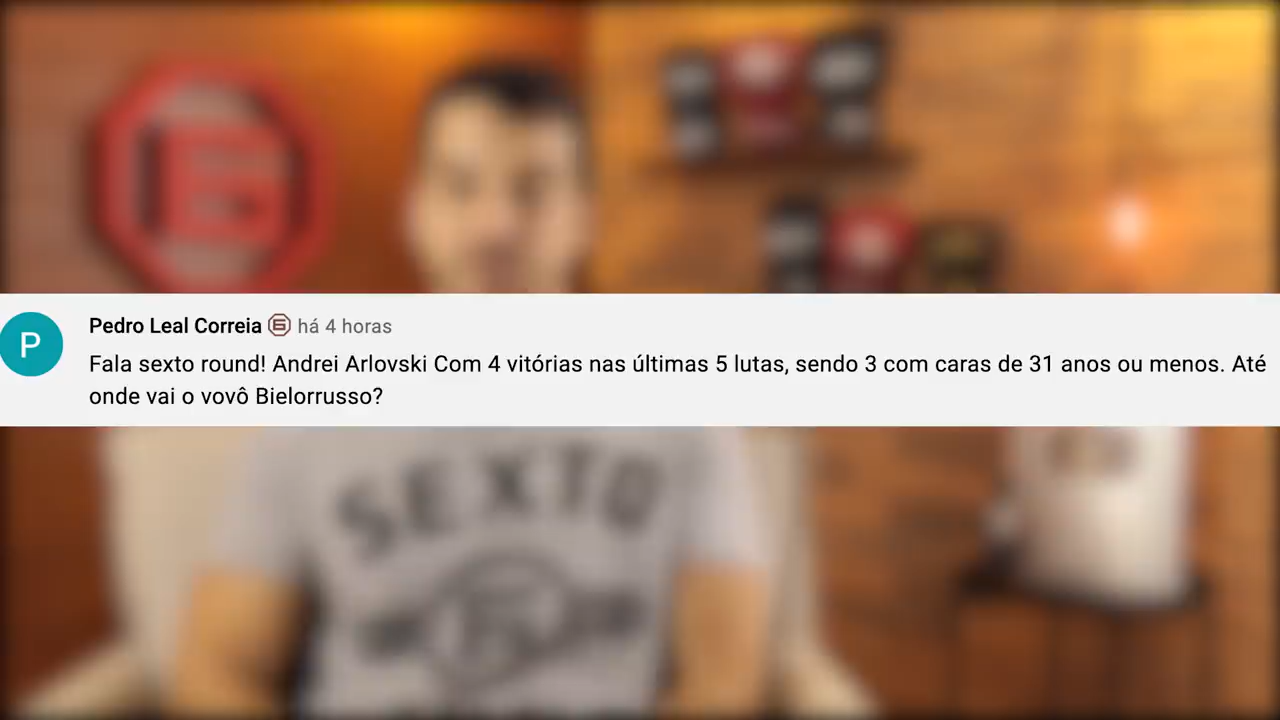 Pedro Leal Correia há 4 horas
Fala sexto round! Andrei Arlovski Com 4 vitórias nas últimas 5 lutas, sendo 3 com caras de 31 anos ou menos. Até
onde vai o vovô Bielorrusso?
P
SEXTO